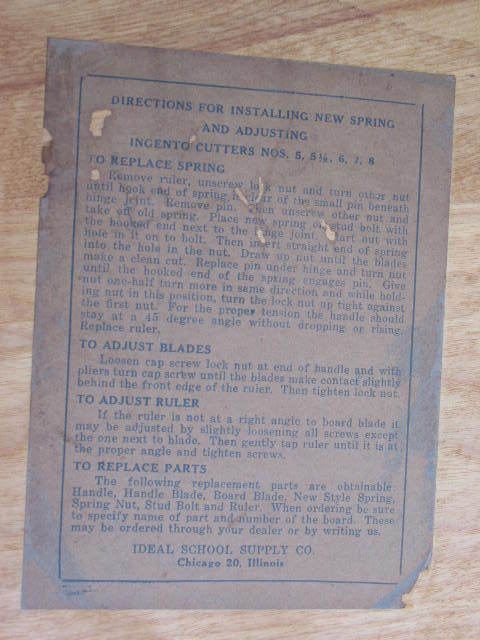 DIRECTIONS FOR INSTALLING NEW SPRING
AND ADJUSTING
INGENTO CUTTERS NOS. 5, 5½, 6, 7, 8
TO REPLACE SPRING
Remove ruler, unscrew lock nut and turn other nut
until hook end of spring is clear of the small pin beneath
hinge joint. Remove pin. Then unscrew other nut and
take off old spring. Place new spring on stud bolt with
the hooked end next to the hinge joint. Start nut with
hole in it on to bolt. Then insert straight end of spring
into the hole in the nut. Draw up nut until the blades
make a clean cut. Replace pin under hinge and turn nut
until the hooked end of the spring engages pin. Give
nut one-half turn more in same direction and while hold-
ing nut in this position, turn the lock nut up tight against
the first nut. For the proper tension the handle should
stay at a 45 degree angle without dropping or rising.
Replace ruler.
TO ADJUST BLADES
Loosen cap screw lock nut at end of handle and with
pliers turn cap screw until the blades make contact slightly
behind the front edge of the ruler. Then tighten lock nut.
TO ADJUST RULER
If the ruler is not at a right angle to board blade it
may be adjusted by slightly loosening all screws except
the one next to blade. Then gently tap ruler until it is at
the proper angle and tighten screws.
TO REPLACE PARTS
The following replacement parts are obtainable:
Handle, Handle Blade, Board Blade, New Style Spring,
Spring Nut, Stud Bolt and Ruler. When ordering be sure
to specify name of part and number of the board. These
may be ordered through your dealer or by writing us.
IDEAL SCHOOL SUPPLY CO.
Chicago 20, Illinois